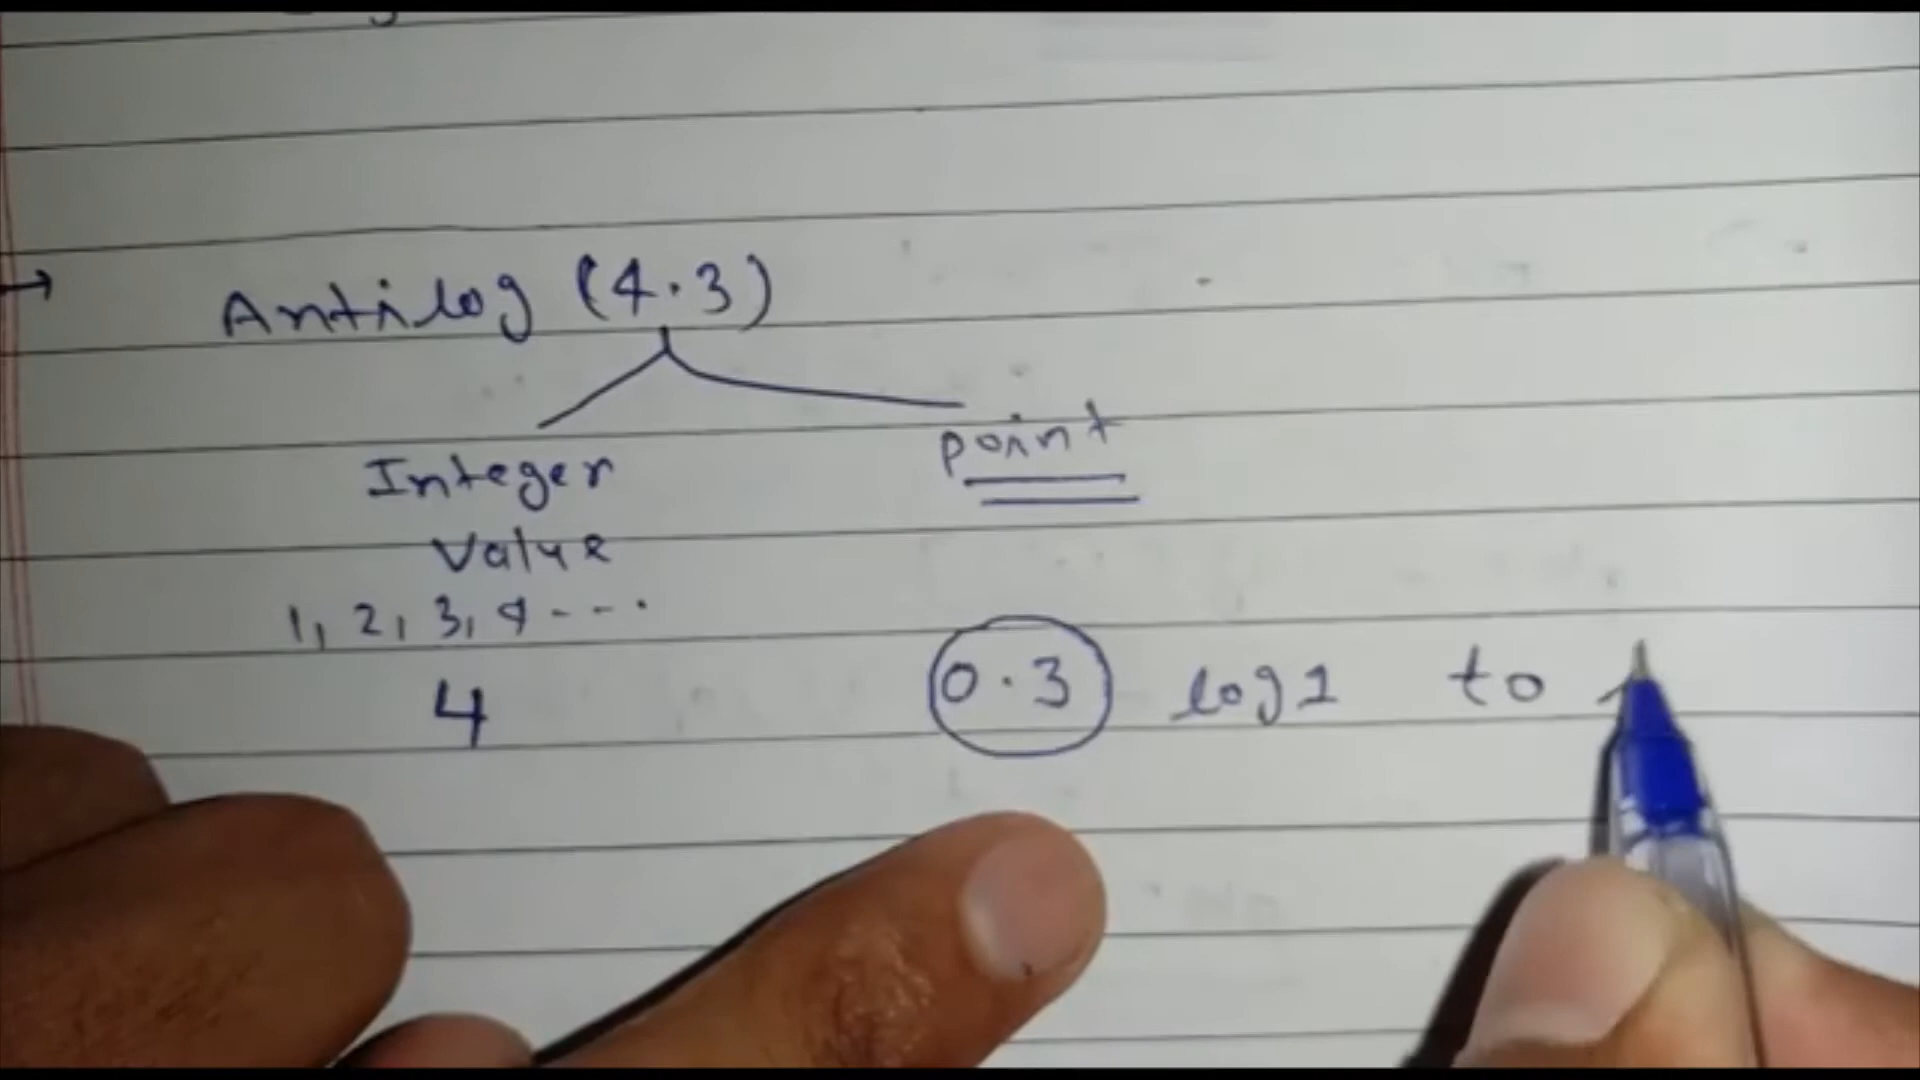 Antilog (4.3)
Integer point
Value
1, 2, 3, 4 - - - .
4 0.3 log1 to